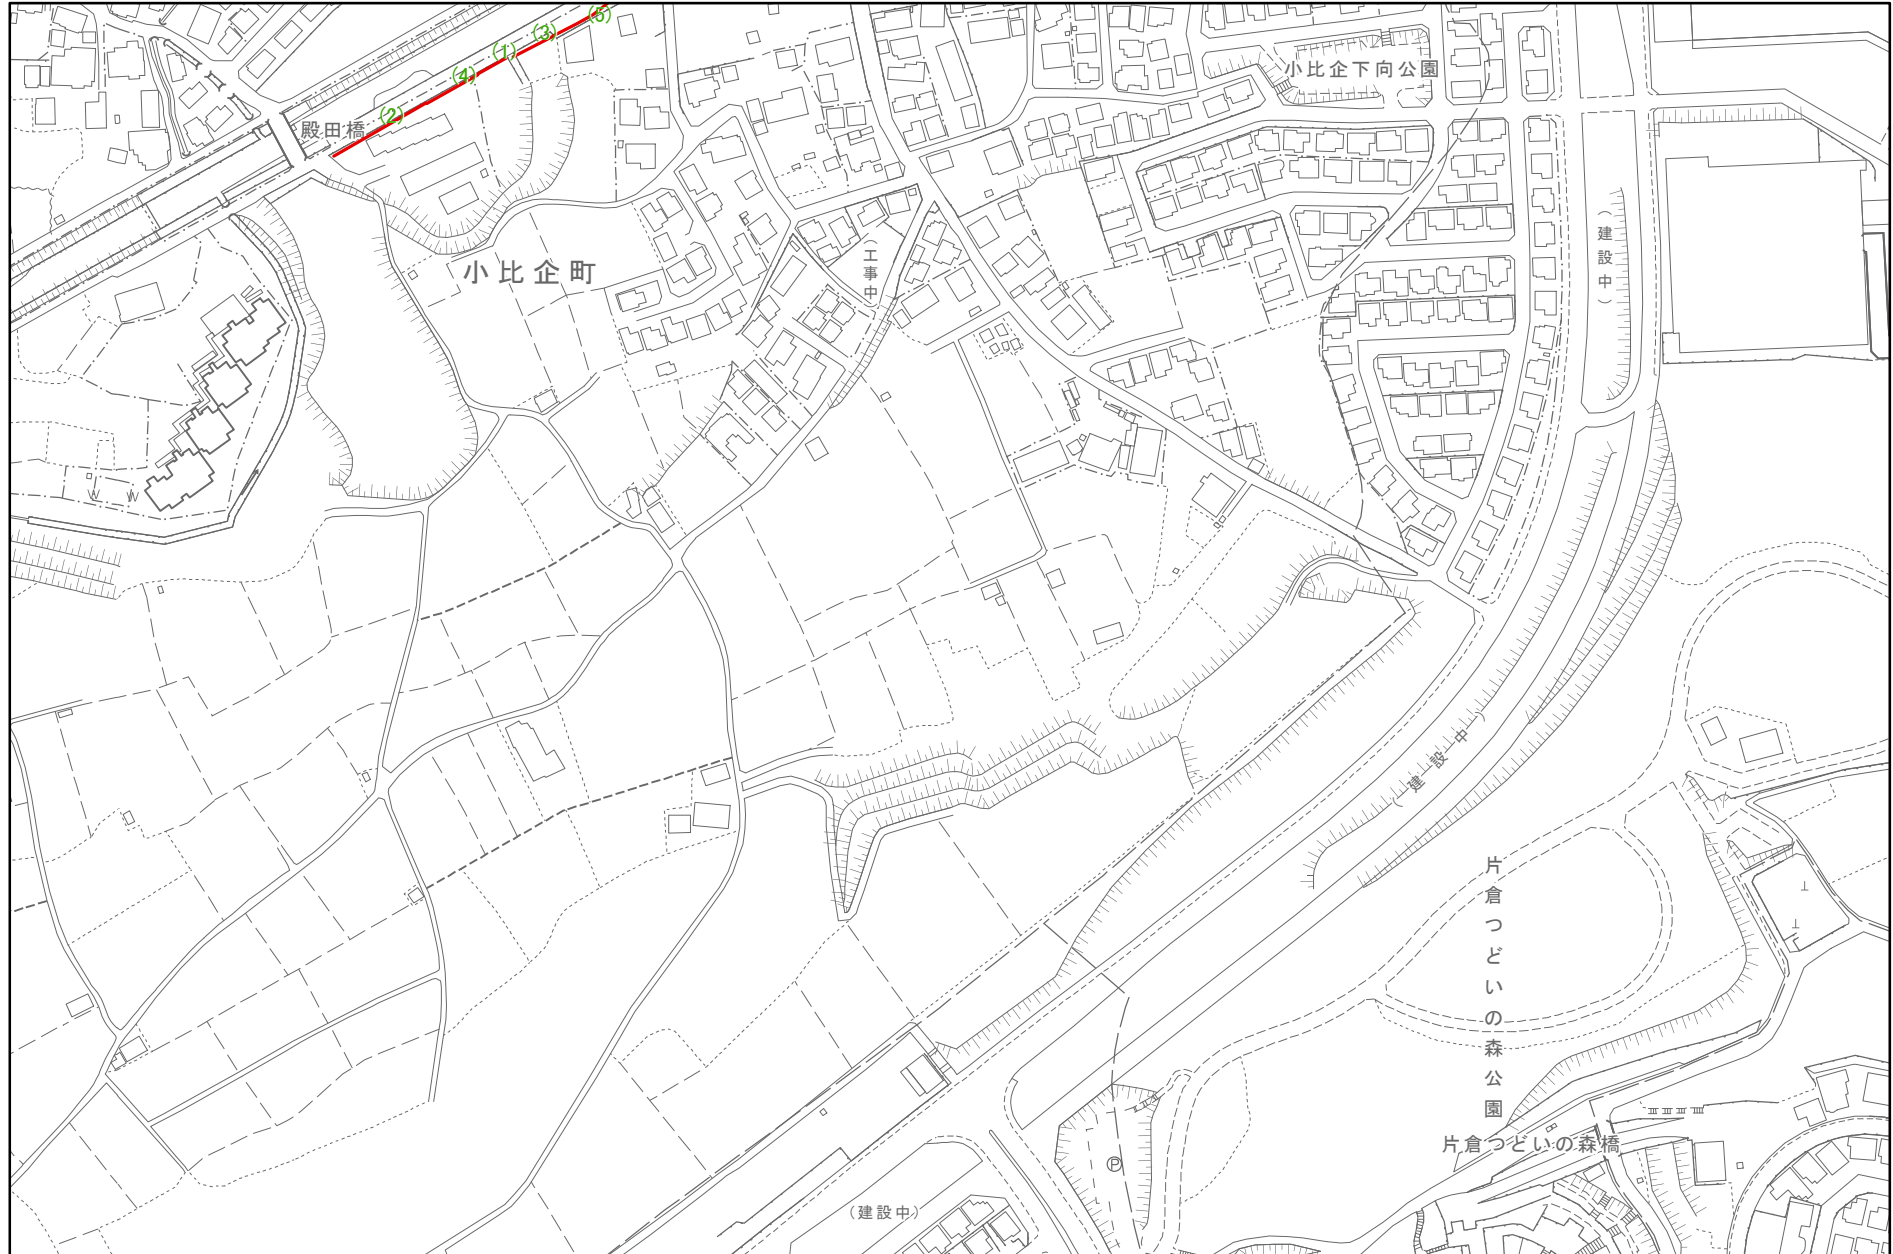 (5)
(3)
(1)
(4)
(2)
殿田橋
小比企下向公園
小比企町
（工事中
（建設中）
（建設中）
片倉つどいの森公園
片倉つどいの森橋
P
（建設中）